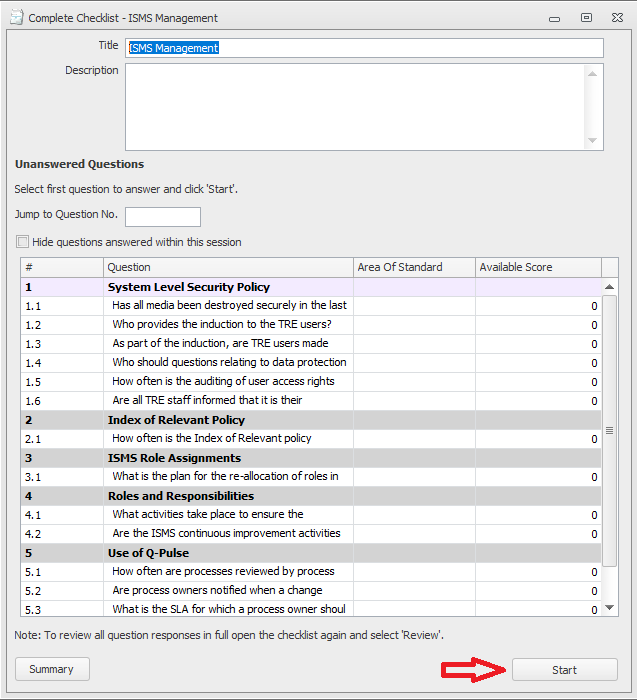 Complete Checklist - ISMS Management
Title
ISMS Management
Description
Unanswered Questions
Select first question to answer and click 'Start'.
Jump to Question No.
Hide questions answered within this session
# Question Area Of Standard Available Score
1 System Level Security Policy
1.1 Has all media been destroyed securely in the last 0
1.2 Who provides the induction to the TRE users? 0
1.3 As part of the induction, are TRE users made 0
1.4 Who should questions relating to data protection 0
1.5 How often is the auditing of user access rights 0
1.6 Are all TRE staff informed that it is their 0
2 Index of Relevant Policy
2.1 How often is the Index of Relevant policy 0
3 ISMS Role Assignments
3.1 What is the plan for the re-allocation of roles in 0
4 Roles and Responsibilities
4.1 What activities take place to ensure the 0
4.2 Are the ISMS continuous improvement activities 0
5 Use of Q-Pulse
5.1 How often are processes reviewed by process 0
5.2 Are process owners notified when a change 0
5.3 What is the SLA for which a process owner shoul 0
Note: To review all question responses in full open the checklist again and select 'Review'.
Summary
Start